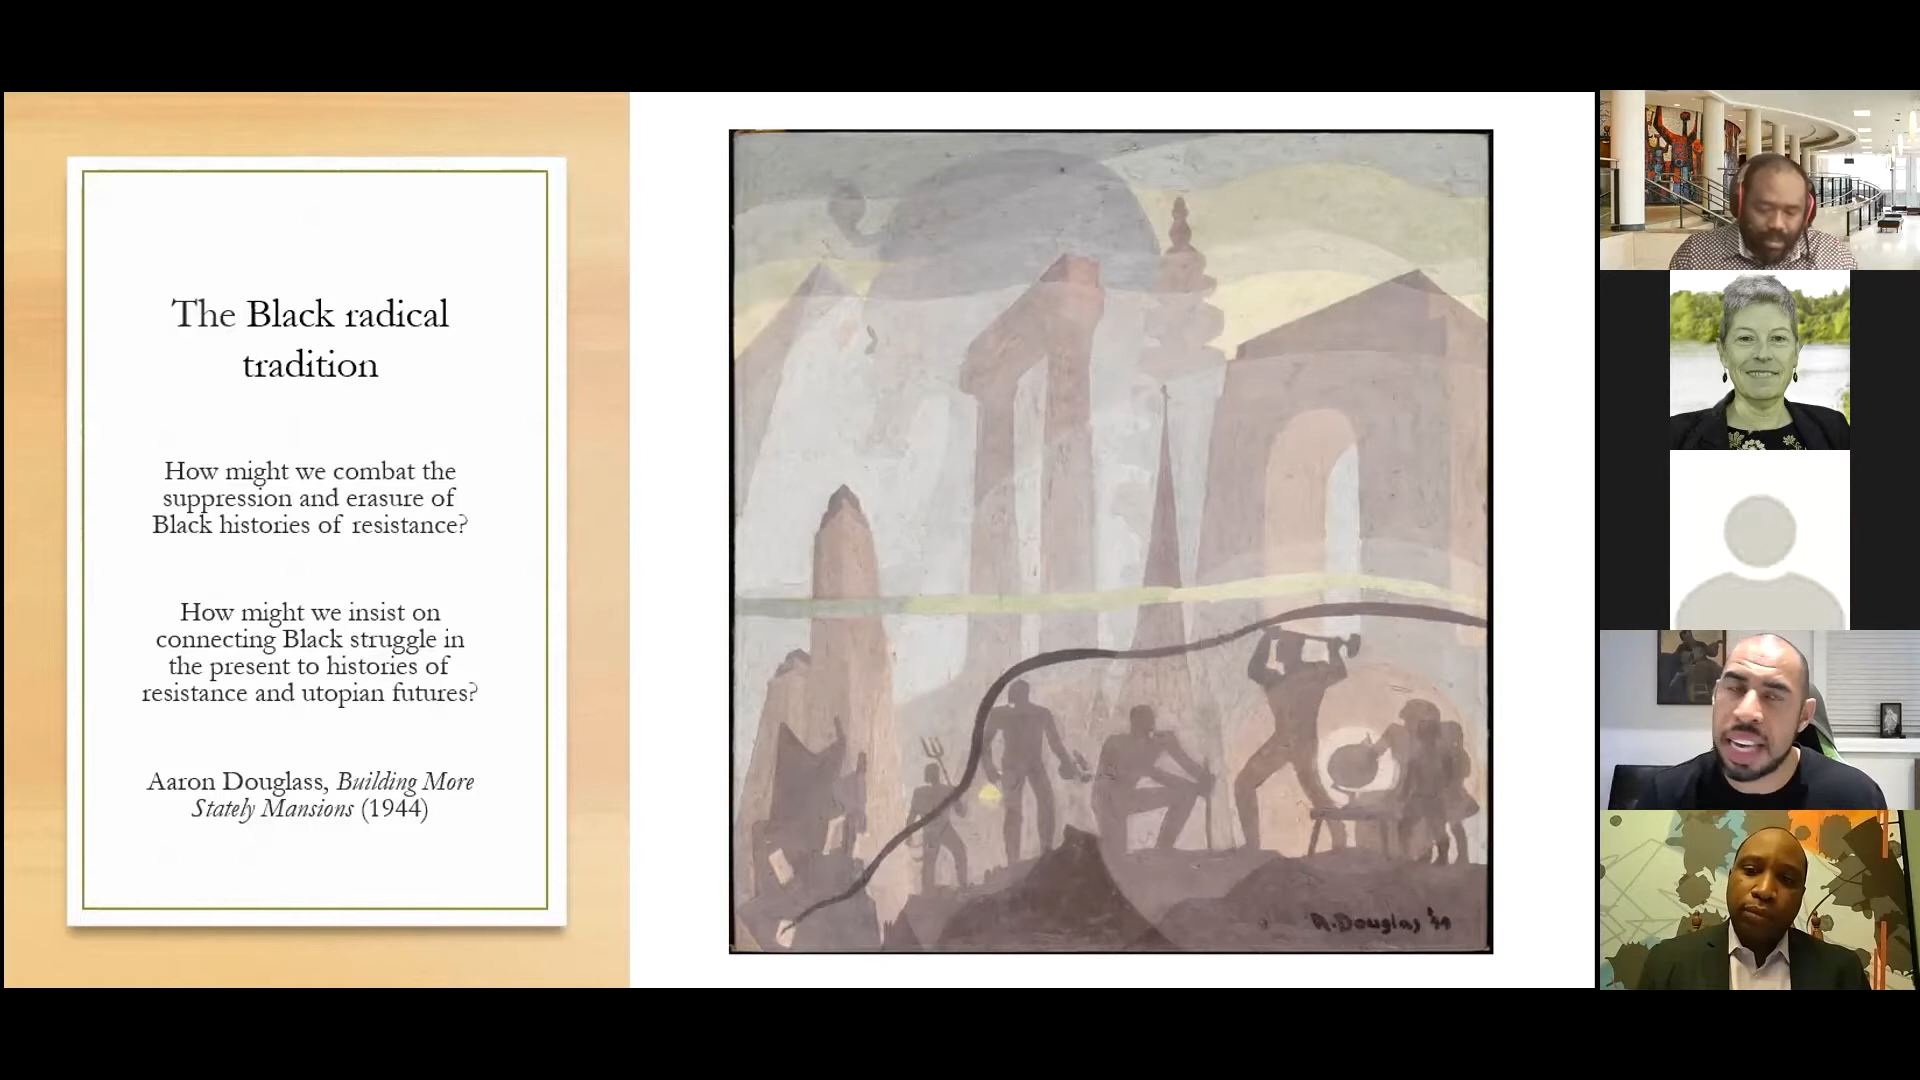 The Black radical
tradition
How might we combat the
suppression and erasure of
Black histories of resistance?
How might we insist on
connecting Black struggle in
the present to histories of
resistance and utopian futures?
Aaron Douglass, Building More
Stately Mansions (1944)
A. Douglas '44